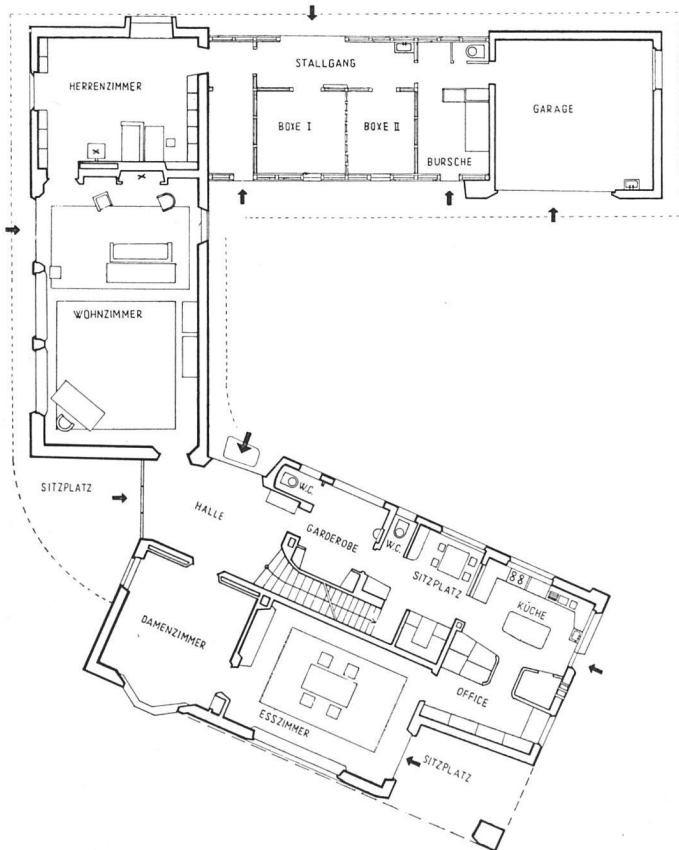 STALLGANG
HERRENZIMMER
GARAGE
BOXE I
BOXE II
BURSCHE
WOHNZIMMER
SITZPLATZ
W.C.
HALLE
GARDEROBE
W.C.
SITZPLATZ
KÜCHE
DAMENZIMMER
OFFICE
ESSZIMMER
SITZPLATZ